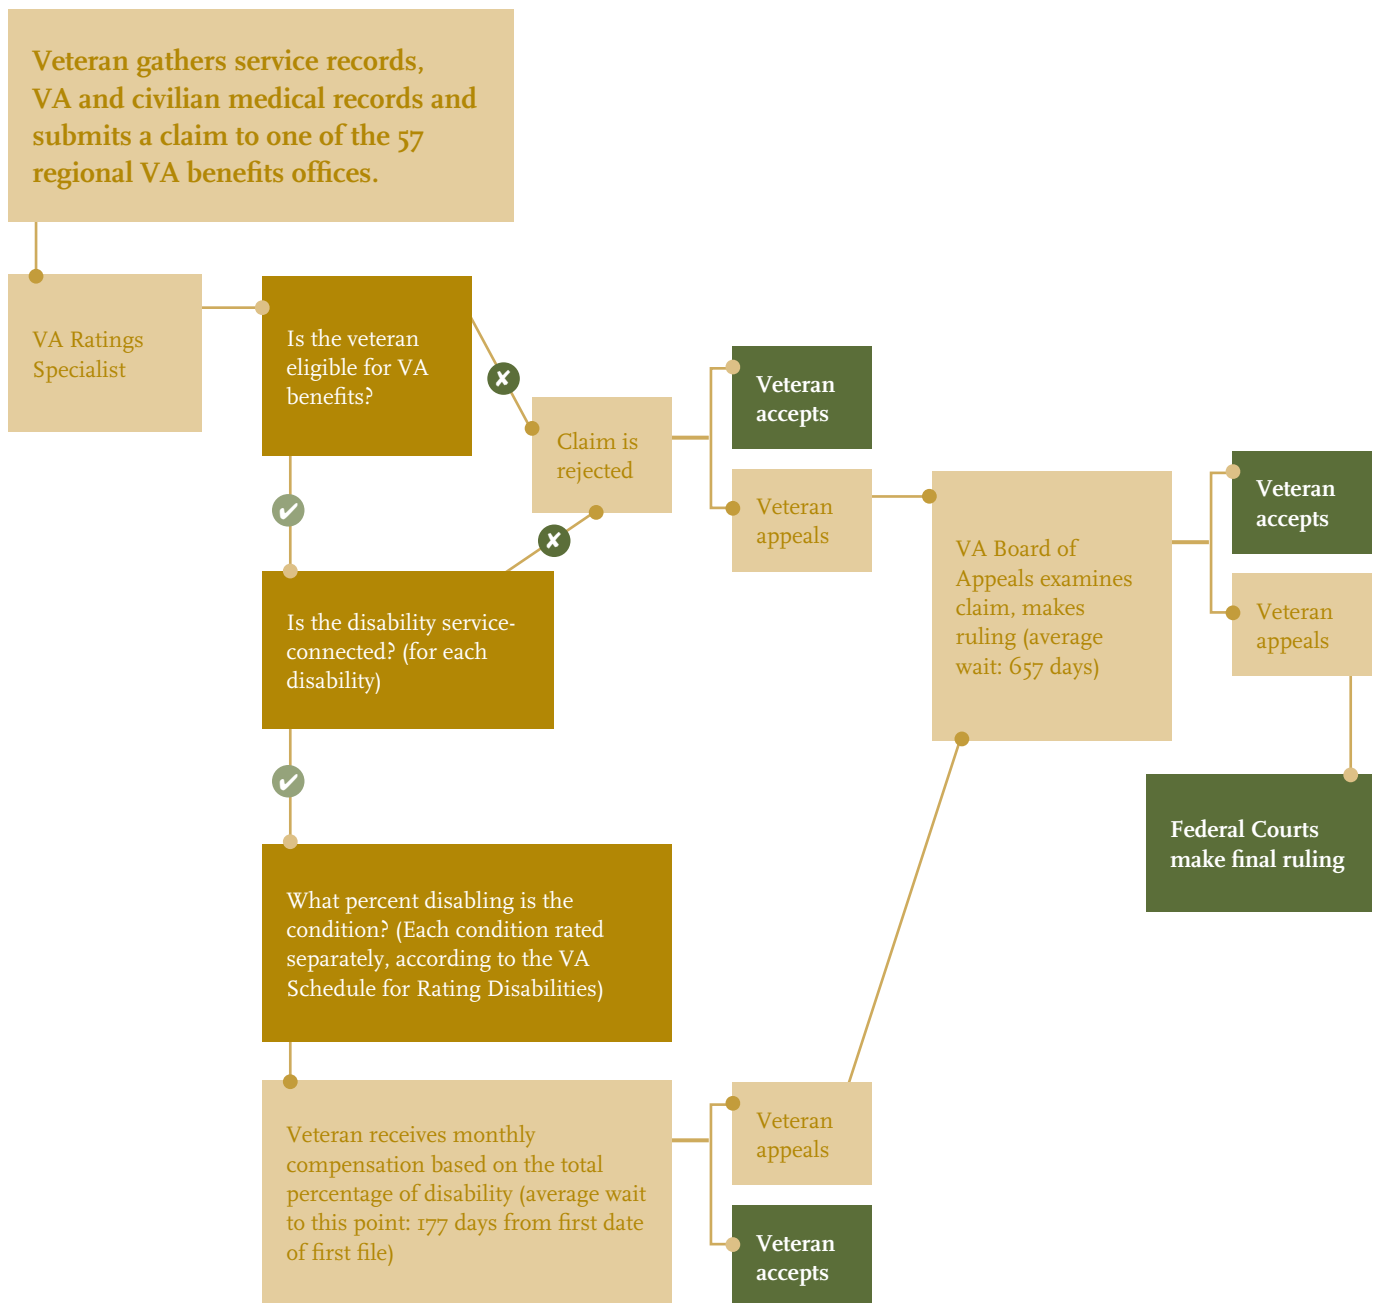 Veteran gathers service records,
VA and civilian medical records and
submits a claim to one of the 57
regional VA benefits offices.
VA Ratings
Specialist
Is the veteran
eligible for VA
benefits?
Claim is
rejected
Veteran
accepts
Veteran
appeals
VA Board of
Appeals examines
claim, makes
ruling (average
wait: 657 days)
Veteran
accepts
Veteran
appeals
Federal Courts
make final ruling
Is the disability service-
connected? (for each
disability)
What percent disabling is the
condition? (Each condition rated
separately, according to the VA
Schedule for Rating Disabilities)
Veteran receives monthly
compensation based on the total
percentage of disability (average wait
to this point: 177 days from first date
of first file)
Veteran
appeals
Veteran
accepts